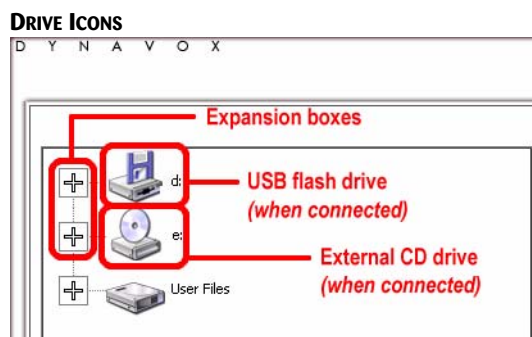 DRIVE ICONS
D Y N A V O X
Expansion boxes
d:
USB flash drive
(when connected)
e:
External CD drive
(when connected)
User Files